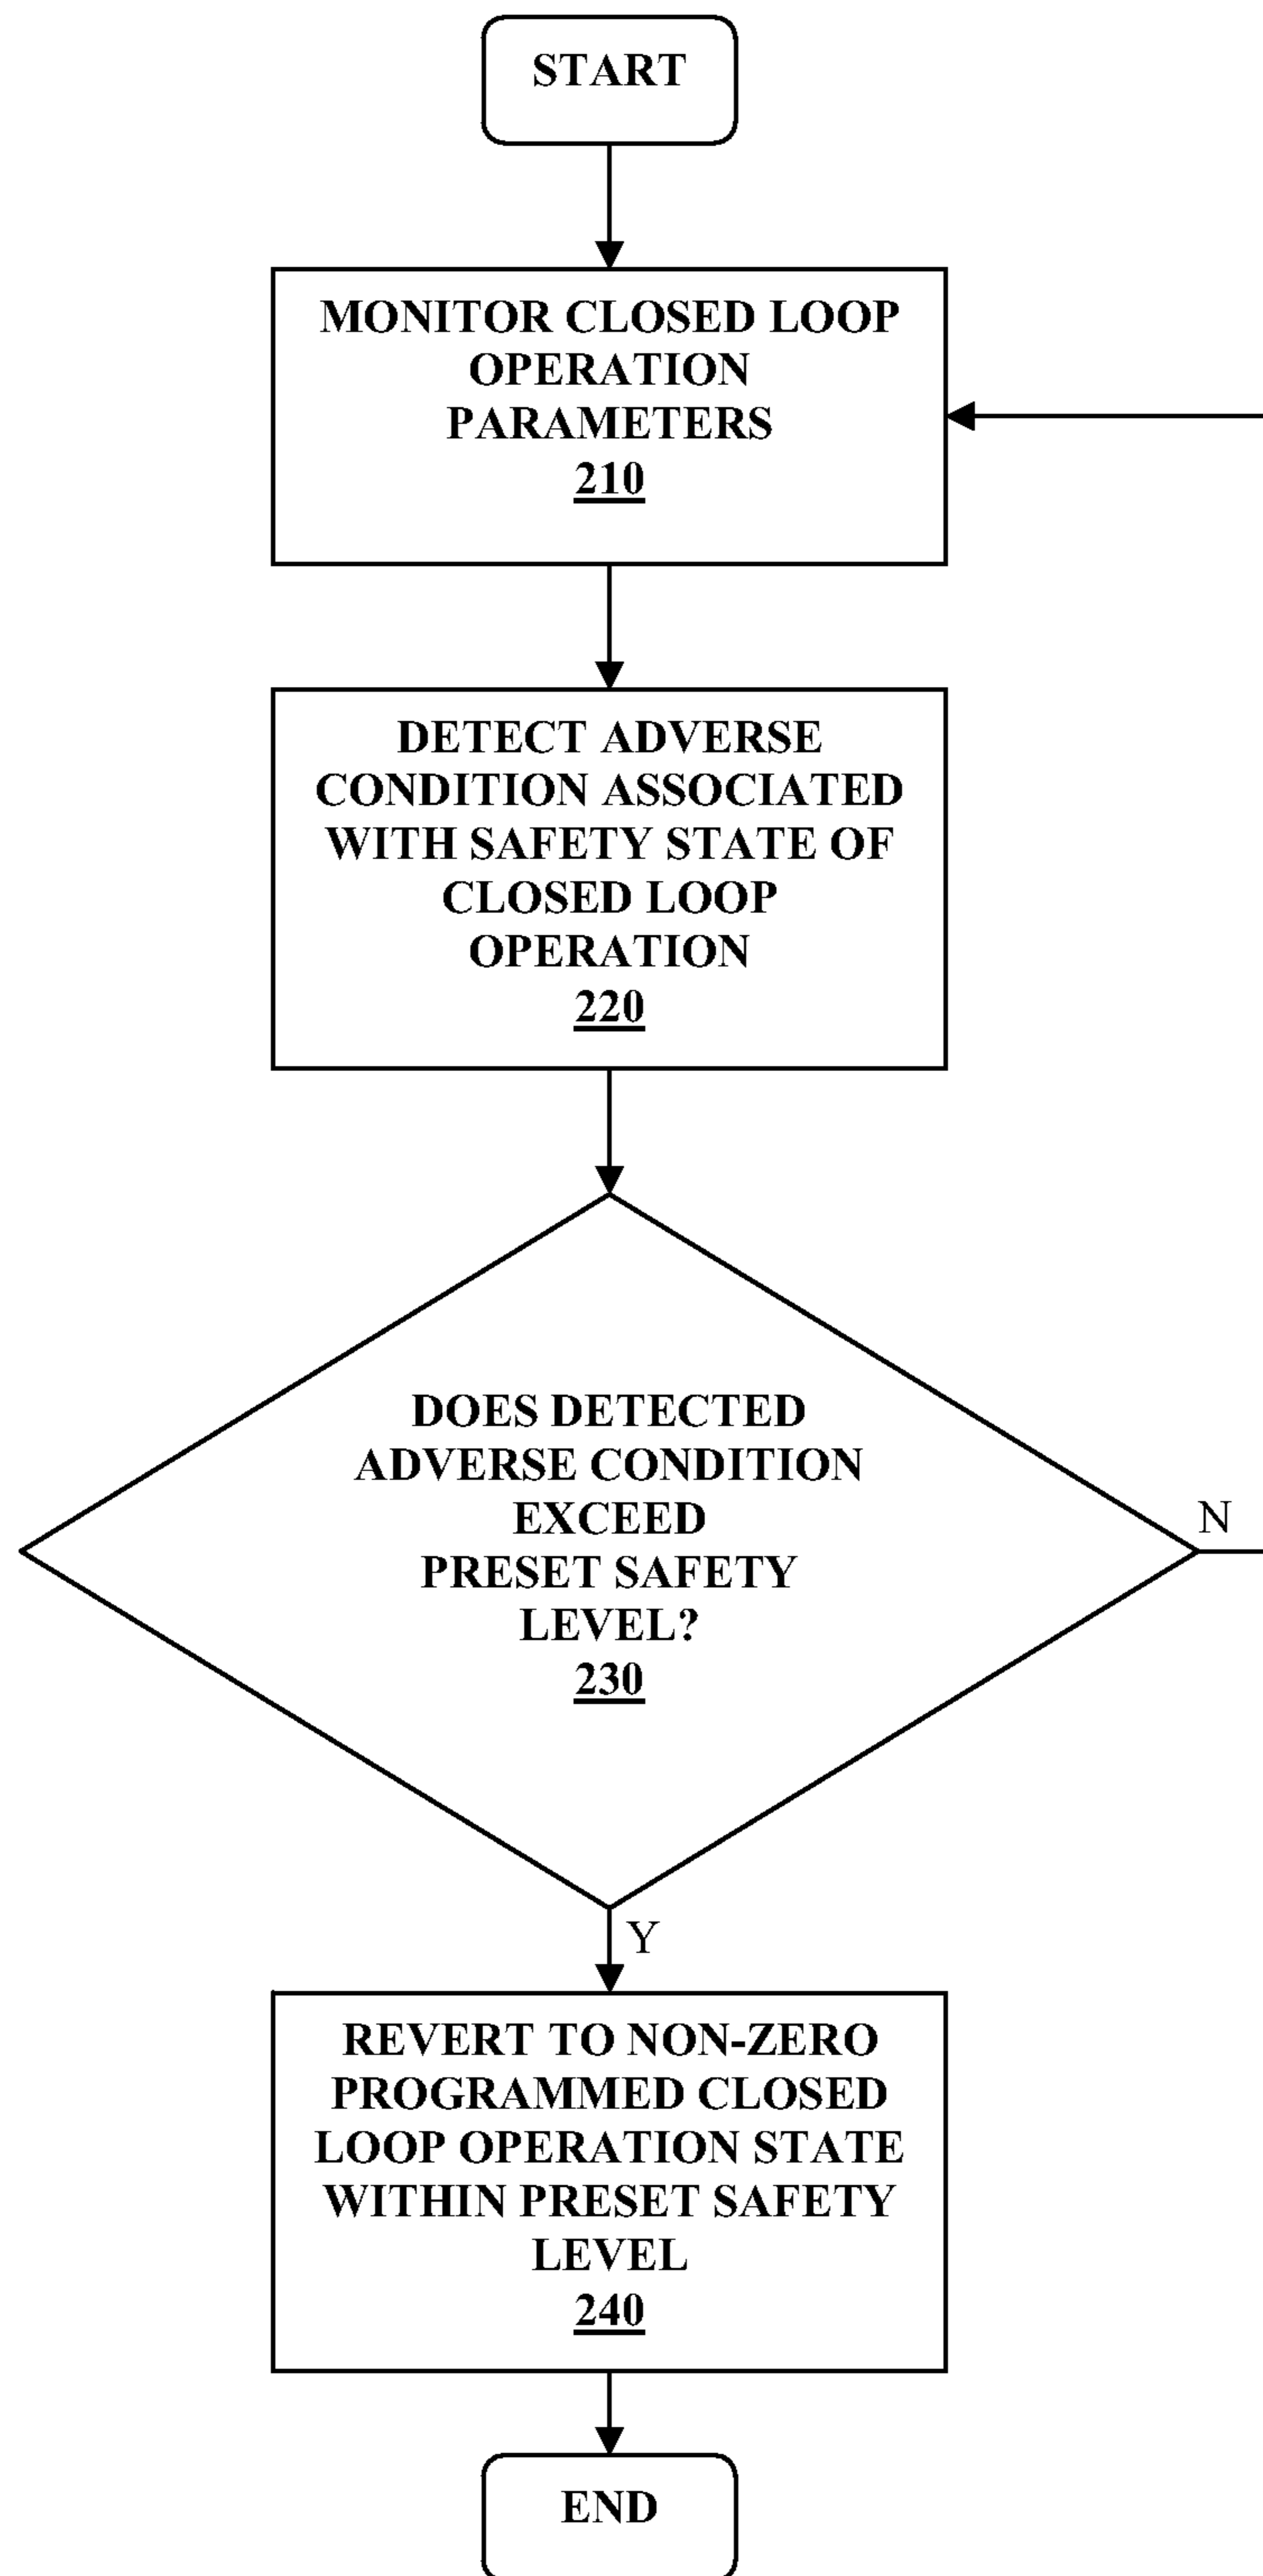 START
MONITOR CLOSED LOOP
OPERATION
PARAMETERS
210
DETECT ADVERSE
CONDITION ASSOCIATED
WITH SAFETY STATE OF
CLOSED LOOP
OPERATION
220
DOES DETECTED
ADVERSE CONDITION
EXCEED
PRESET SAFETY
LEVEL?
230
N
Y
REVERT TO NON-ZERO
PROGRAMMED CLOSED
LOOP OPERATION STATE
WITHIN PRESET SAFETY
LEVEL
240
END